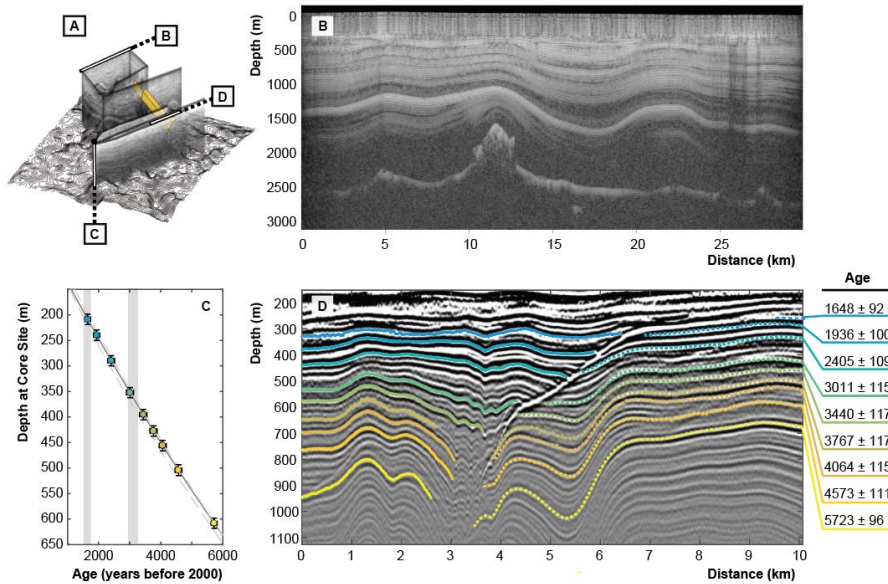 A
B
D
C
B
Depth (m)
0
500
1000
1500
2000
2500
3000
0
5
10
15
20
25
Distance (km)
C
Depth at Core Site (m)
200
250
300
350
400
450
500
550
600
650
2000
4000
6000
Age (years before 2000)
D
Depth (m)
200
300
400
500
600
700
800
900
1000
1100
0
1
2
3
4
5
6
7
8
9
10
Distance (km)
Age
1648 ± 92
1936 ± 100
2405 ± 109
3011 ± 115
3440 ± 117
3767 ± 117
4064 ± 115
4573 ± 111
5723 ± 96